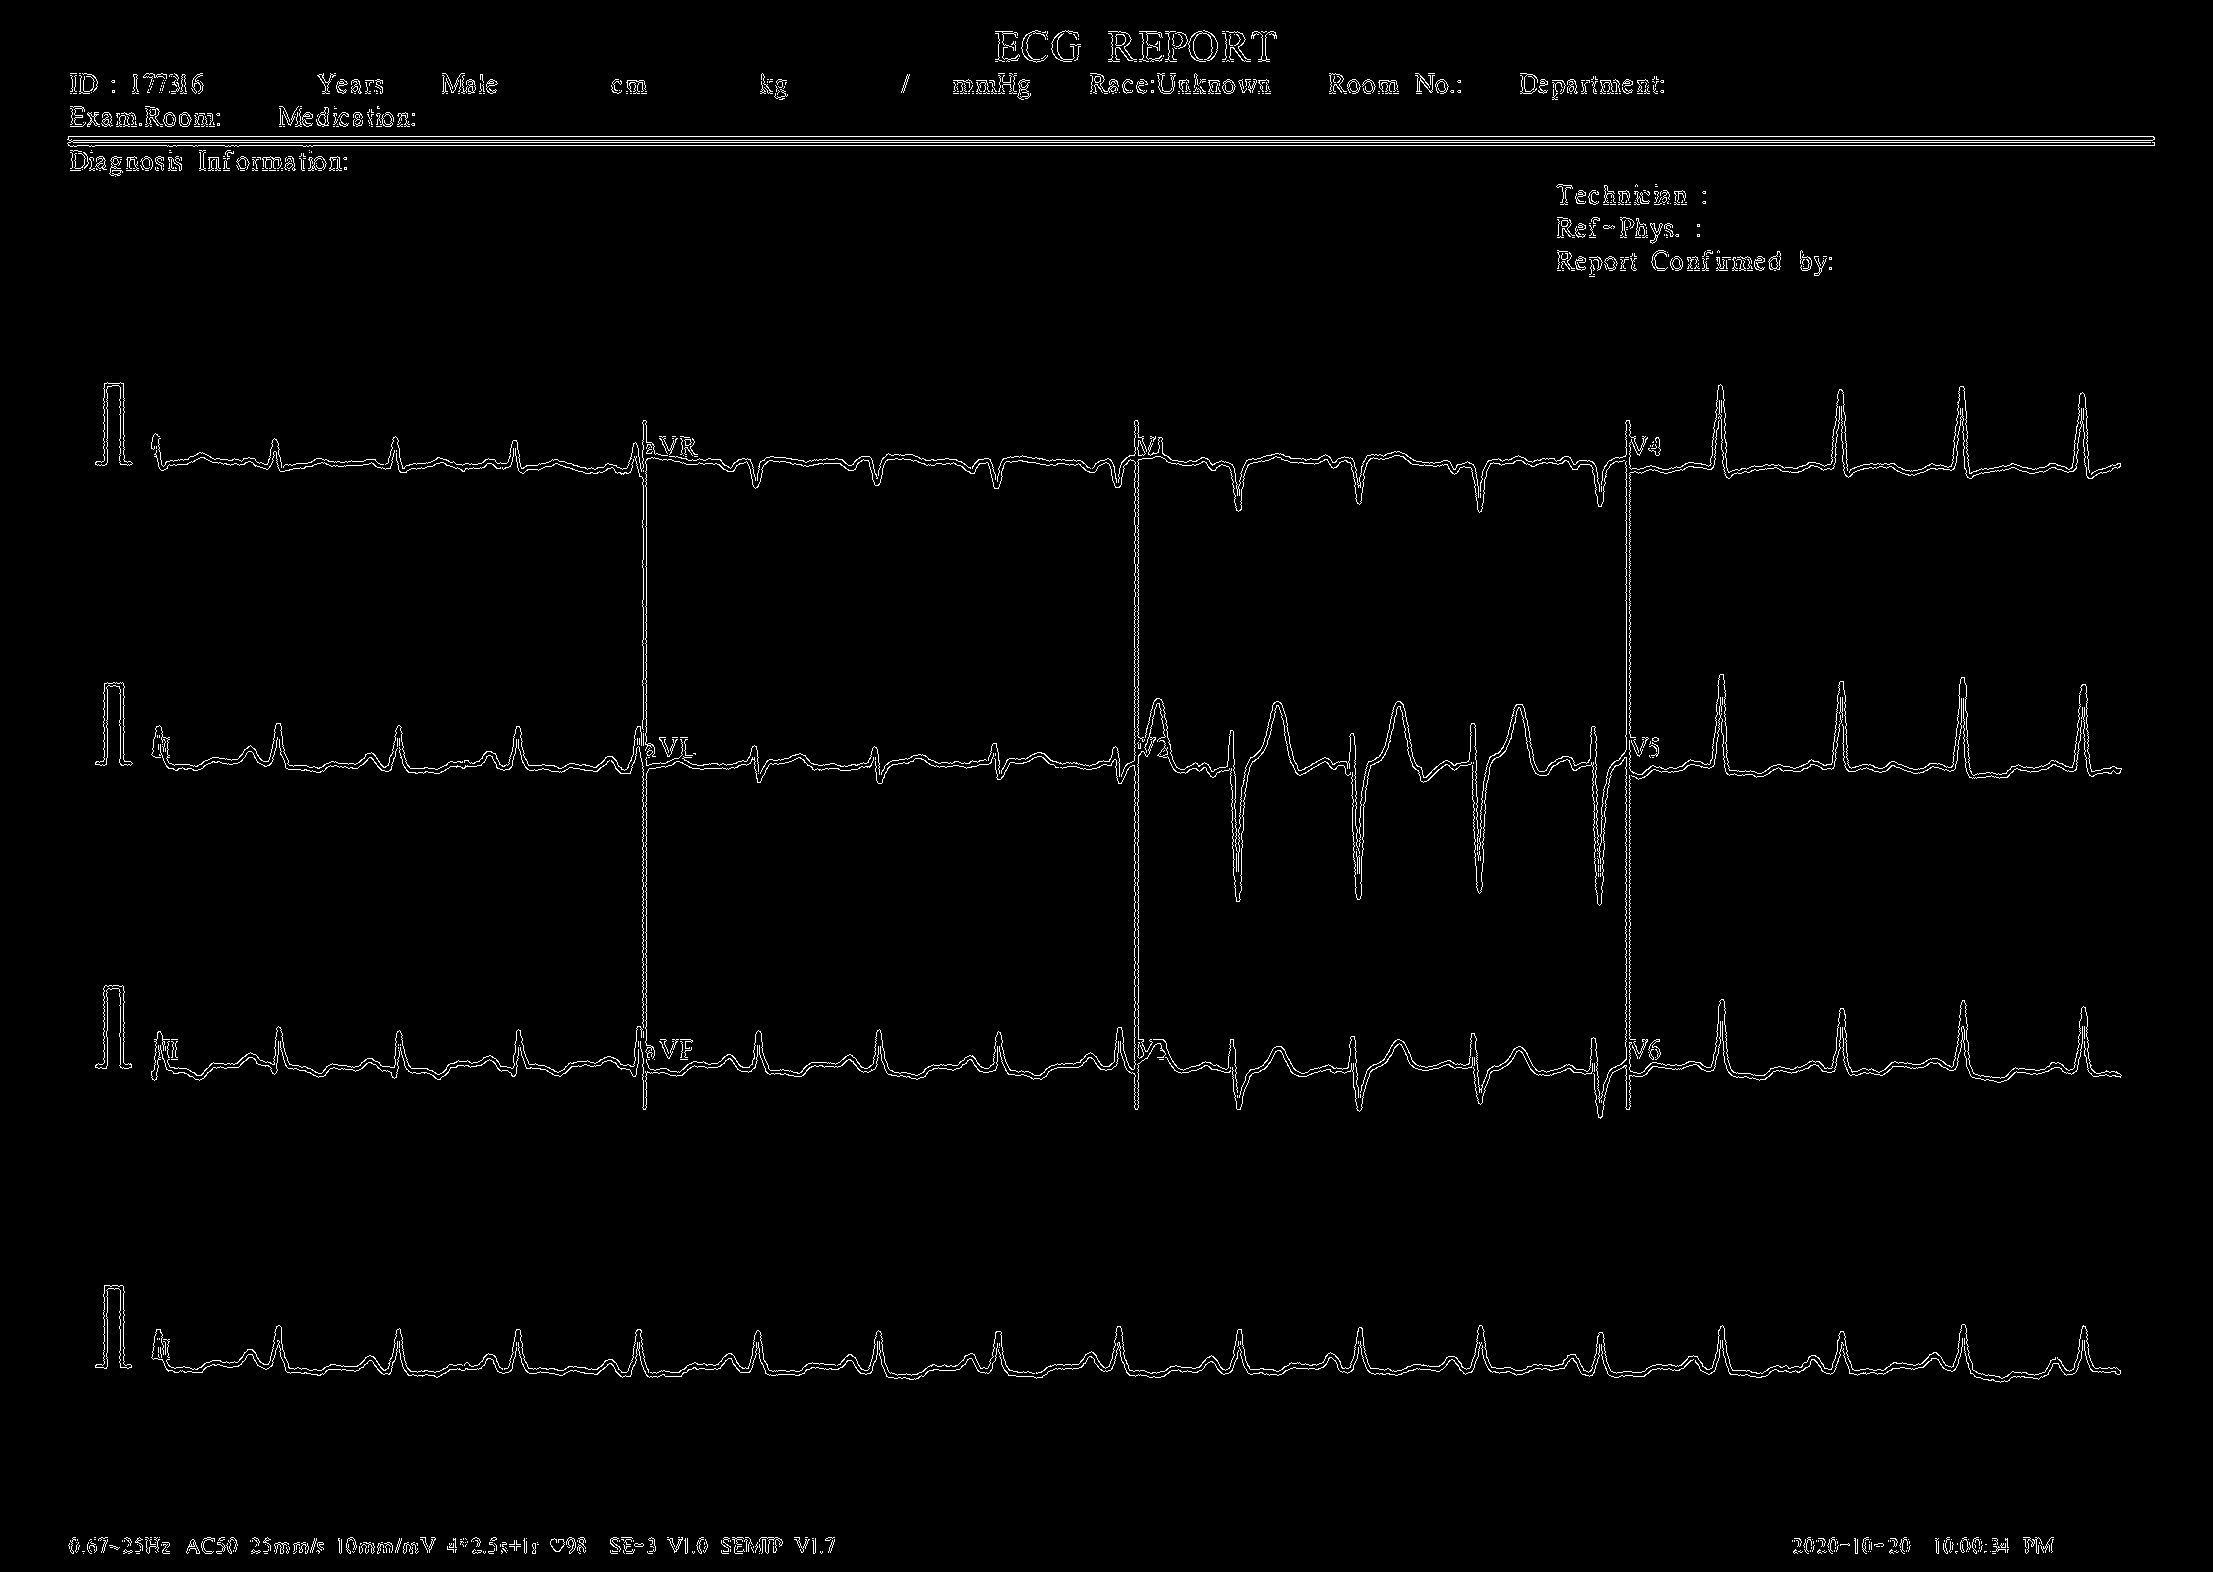 ECG REPORT
ID : 177316 Years Male cm kg / mmHg Race:Unknown Room No.: Department:
Exam.Room: Medication:
Diagnosis Information:
Technician :
Ref-Phys. :
Report Confirmed by:
I aVR V1 V4
II aVL V2 V5
III aVF V3 V6
II
0.67~25Hz AC50 25mm/s 10mm/mV 4*2.5s+1r ♡98 SE-3 V1.0 SEMIP V1.7
2020-10-20 10:00:34 PM